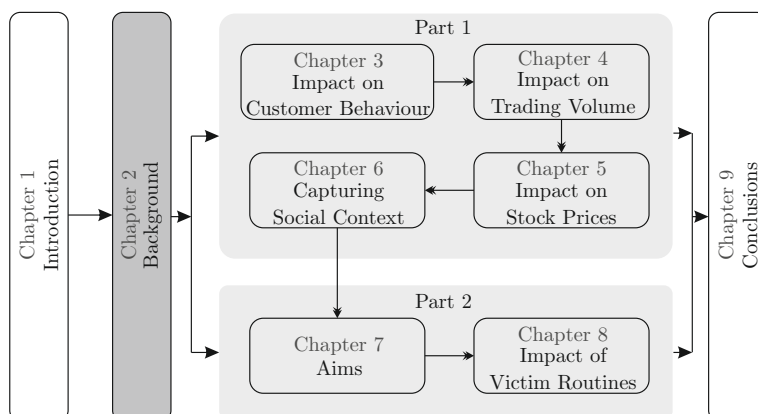 Chapter 1
Introduction
Chapter 2
Background
Part 1
Chapter 3
Impact on
Customer Behaviour
Chapter 4
Impact on
Trading Volume
Chapter 6
Capturing
Social Context
Chapter 5
Impact on
Stock Prices
Part 2
Chapter 7
Aims
Chapter 8
Impact of
Victim Routines
Chapter 9
Conclusions